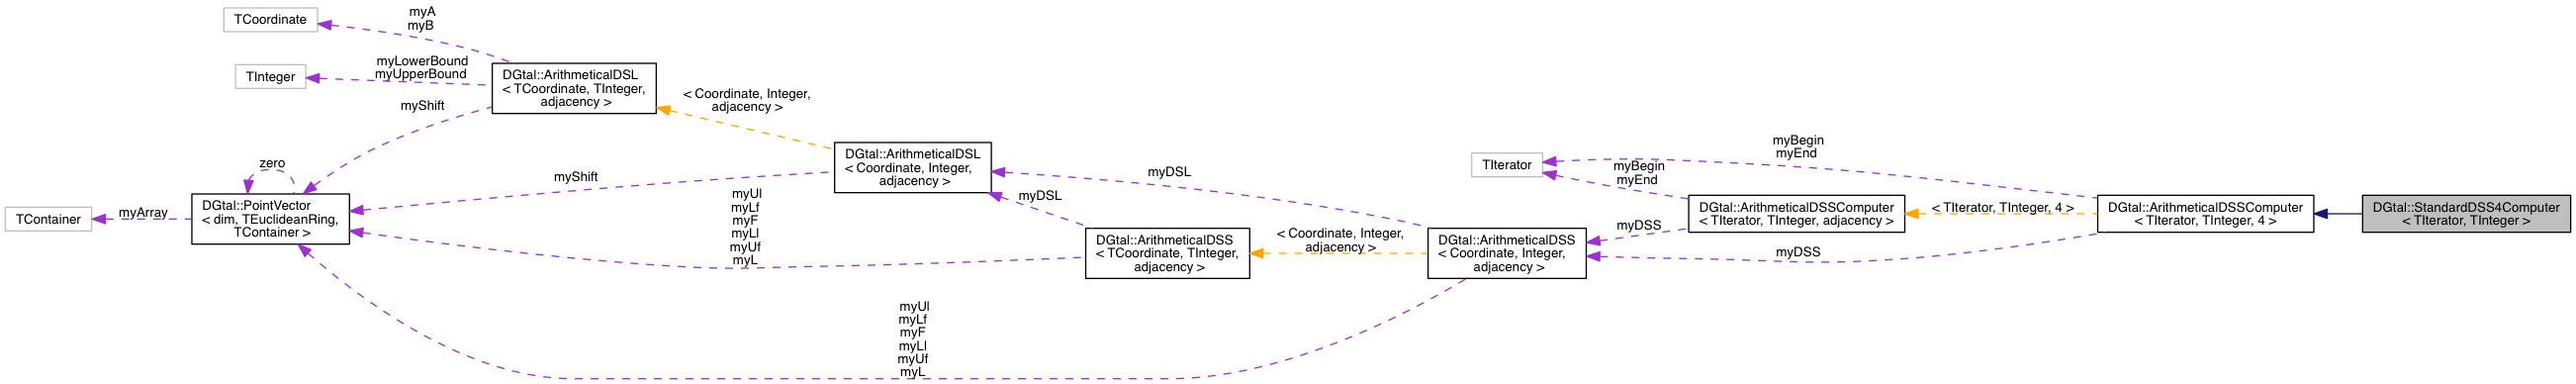 TCoordinate
myA
myB
TInteger
myLowerBound
myUpperBound
DGtal::ArithmeticalDSL
< TCoordinate, TInteger,
adjacency >
myShift
< Coordinate, Integer,
adjacency >
zero
TContainer
myArray
DGtal::PointVector
< dim, TEuclideanRing,
TContainer >
myShift
DGtal::ArithmeticalDSL
< Coordinate, Integer,
adjacency >
myUl
myLf
myF
myLl
myUf
myL
myDSL
myDSL
DGtal::ArithmeticalDSS
< TCoordinate, TInteger,
adjacency >
< Coordinate, Integer,
adjacency >
DGtal::ArithmeticalDSS
< Coordinate, Integer,
adjacency >
myUl
myLf
myF
myLl
myUf
myL
TIterator
myBegin
myEnd
myBegin
myEnd
myDSS
DGtal::ArithmeticalDSSComputer
< TIterator, TInteger, adjacency >
< TIterator, TInteger, 4 >
myDSS
DGtal::ArithmeticalDSSComputer
< TIterator, TInteger, 4 >
DGtal::StandardDSS4Computer
< TIterator, TInteger >